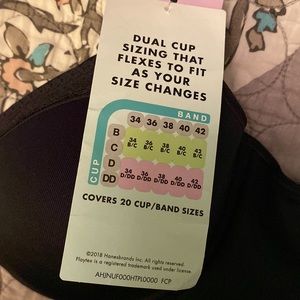 DUAL CUP
SIZING THAT
FLEXES TO FIT
AS YOUR
SIZE CHANGES
BAND
34 36 38 40 42
CUP
B
C
D
DD
34 B/C 36 B/C 38 B/C 40 B/C 42 B/C
34 D/DD 36 D/DD 38 D/DD 40 D/DD 42 D/DD
COVERS 20 CUP/BAND SIZES
©2018 Hanesbrands Inc. All rights reserved.
Playtex is a registered trademark used under license.
AHJNUF000HTPL0000 FCP